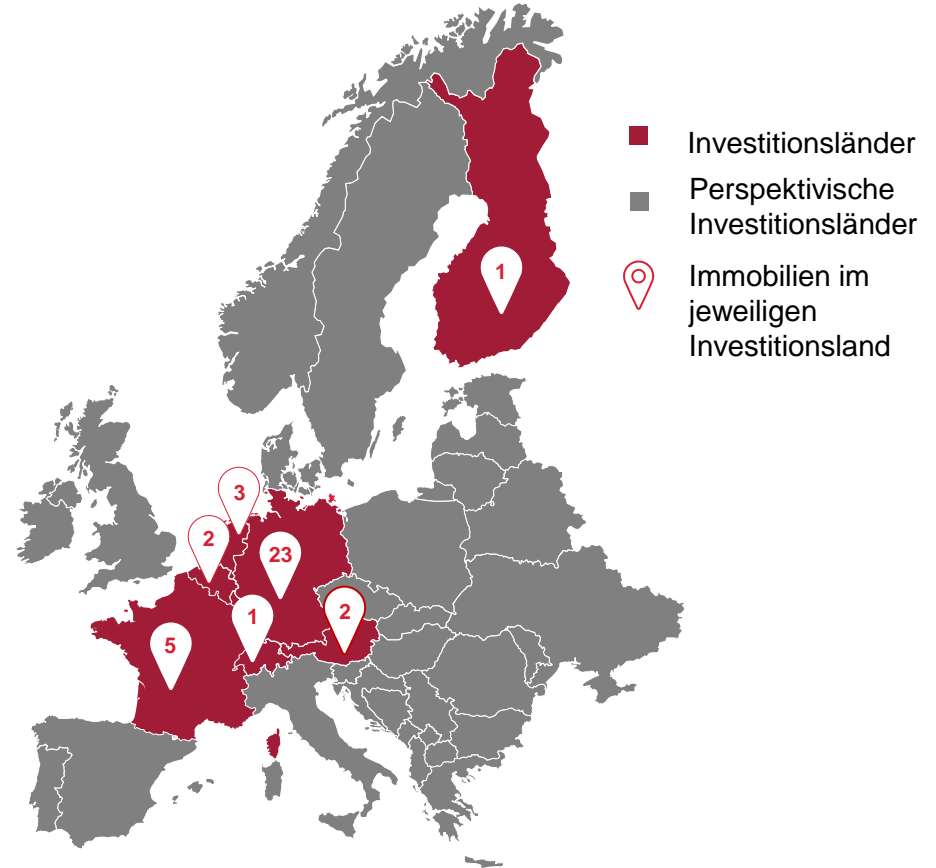 Investitionsländer
Perspektivische
Investitionsländer
Immobilien im
jeweiligen
Investitionsland
1
3
2
23
1
2
5